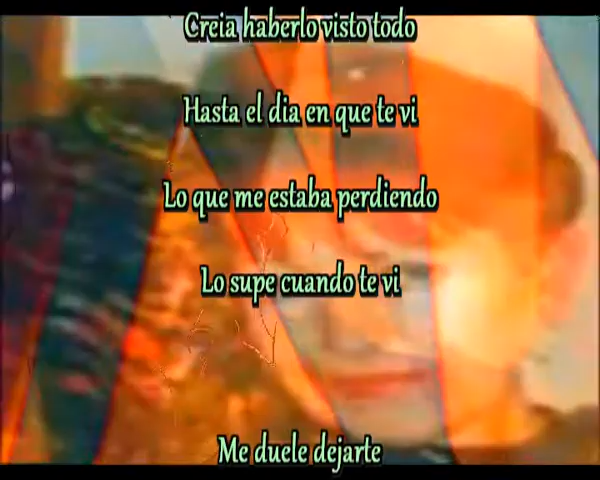 Creia haberlo visto todo
Hasta el dia en que te vi
Lo que me estaba perdiendo
Lo supe cuando te vi
Me duele dejarte